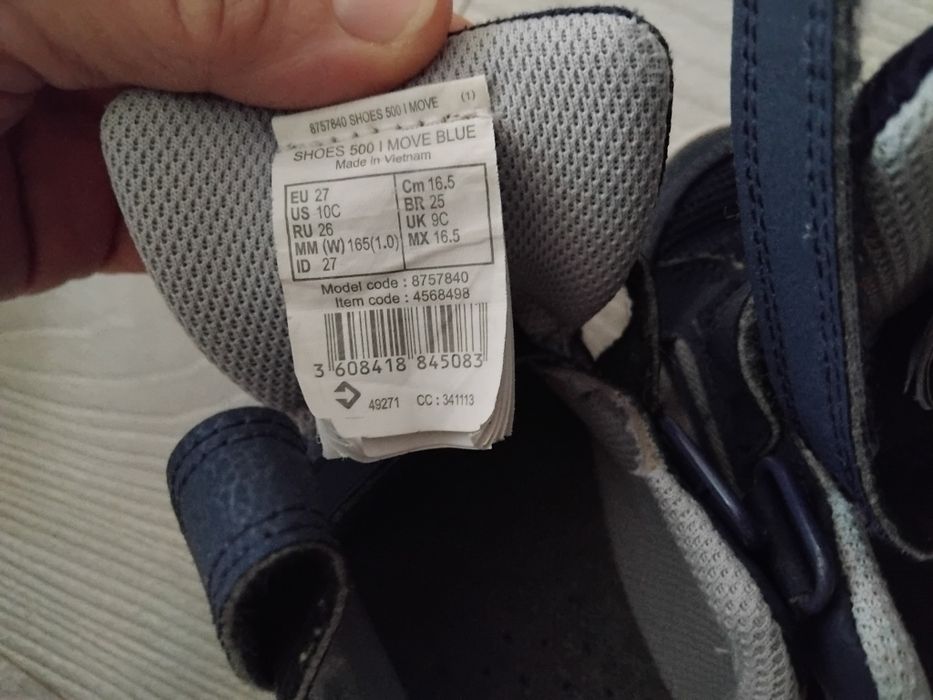 8757840 SHOES 500 I MOVE (1)
SHOES 500 I MOVE BLUE
Made in Vietnam
EU 27
US 10C
RU 26
MM (W) 165(1.0)
ID 27
Cm 16.5
BR 25
UK 9C
MX 16.5
Model code : 8757840
Item code : 4568498
3 608418 845083
49271 CC : 341113